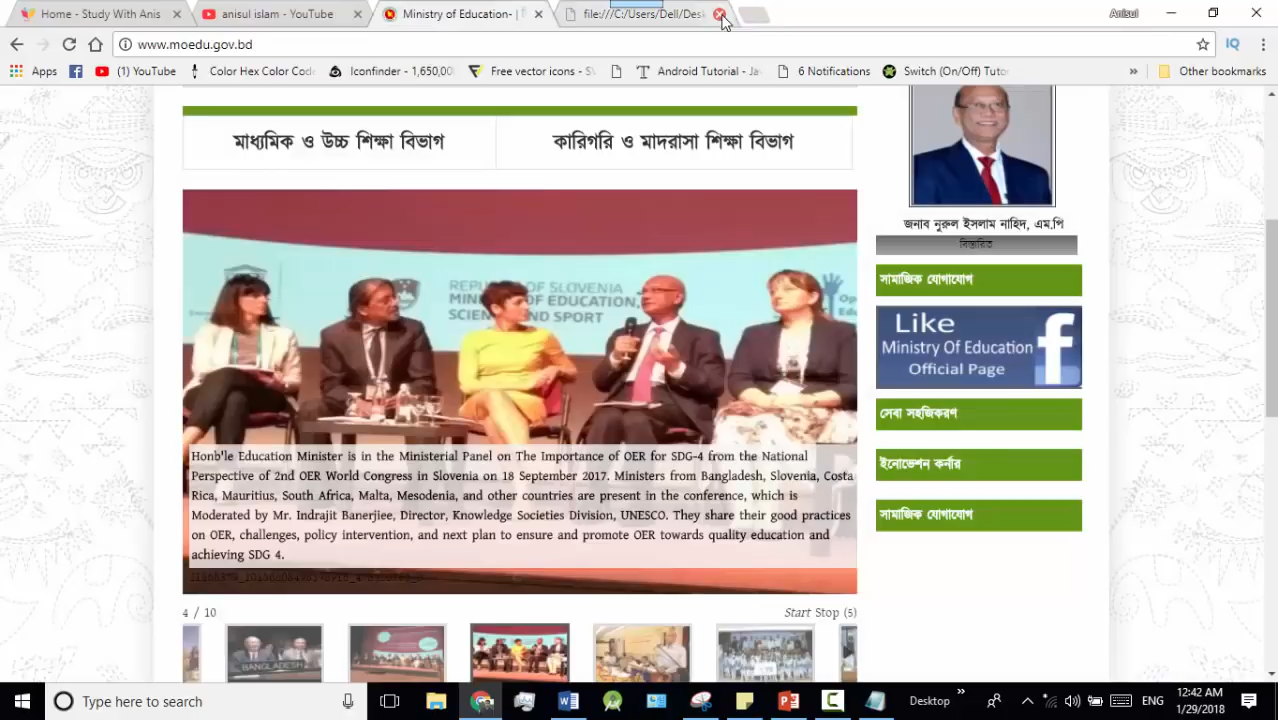 Home - Study With Anis
anisul islam - YouTube
Ministry of Education- |
file:///C:/Users/Dell/Desk
Anisul
www.moedu.gov.bd
Apps
(1) YouTube
Color Hex Color Cod
Iconfinder - 1,650,00
Free vector icons - SV
Android Tutorial - Ja
6 Notifications
Switch (On/Off) Tuto
Other bookmarks
মাধ্যমিক ও উচ্চ শিক্ষা বিভাগ
কারিগরি ও মাদরাসা শিক্ষা বিভাগ
জনাব নুরুল ইসলাম নাহিদ, এম.পি
বিস্তারিত
সামাজিক যোগাযোগ
Like
Ministry Of Education
Official Page
সেবা সহজিকরণ
ইনোভেশন কর্নার
সামাজিক যোগাযোগ
REPUBLIC OF SLOVENIA
MINISTRY OF EDUCATION,
SCIENCE AND SPORT
Honb'le Education Minister is in the Ministerial Panel on The Importance of OER for SDG-4 from the National
Perspective of 2nd OER World Congress in Slovenia on 18 September 2017. Ministers from Bangladesh, Slovenia, Costa
Rica, Mauritius, South Africa, Malta, Mesodenia, and other countries are present in the conference, which is
Moderated by Mr. Indrajit Banerjiee, Director, Knowledge Societies Division, UNESCO. They share their good practices
on OER, challenges, policy intervention, and next plan to ensure and promote OER towards quality education and
achieving SDG 4.
4 / 10
Start Stop (5)
BANGLADESH
Type here to search
Desktop
ENG
12:42 AM
1/29/2018